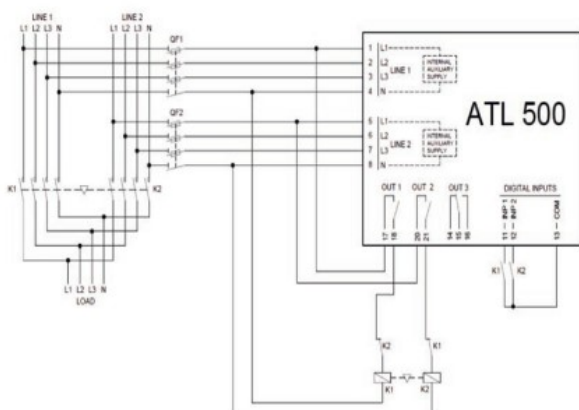 LINE 1
LINE 2
L1 L2 L3 N
L1 L2 L3 N
QF1
QF2
1 L1
2 L2
3 L3
4 N
LINE 1
INTERNAL AUXILIARY SUPPLY
5 L1
6 L2
7 L3
8 N
LINE 2
INTERNAL AUXILIARY SUPPLY
ATL 500
K1
K2
OUT 1
OUT 2
OUT 3
DIGITAL INPUTS
17
18
20
21
14
15
16
11 INP 1
12 INP 2
13 COM
K1
K2
L1 L2 L3 N
LOAD
K2
K1
K1
K2